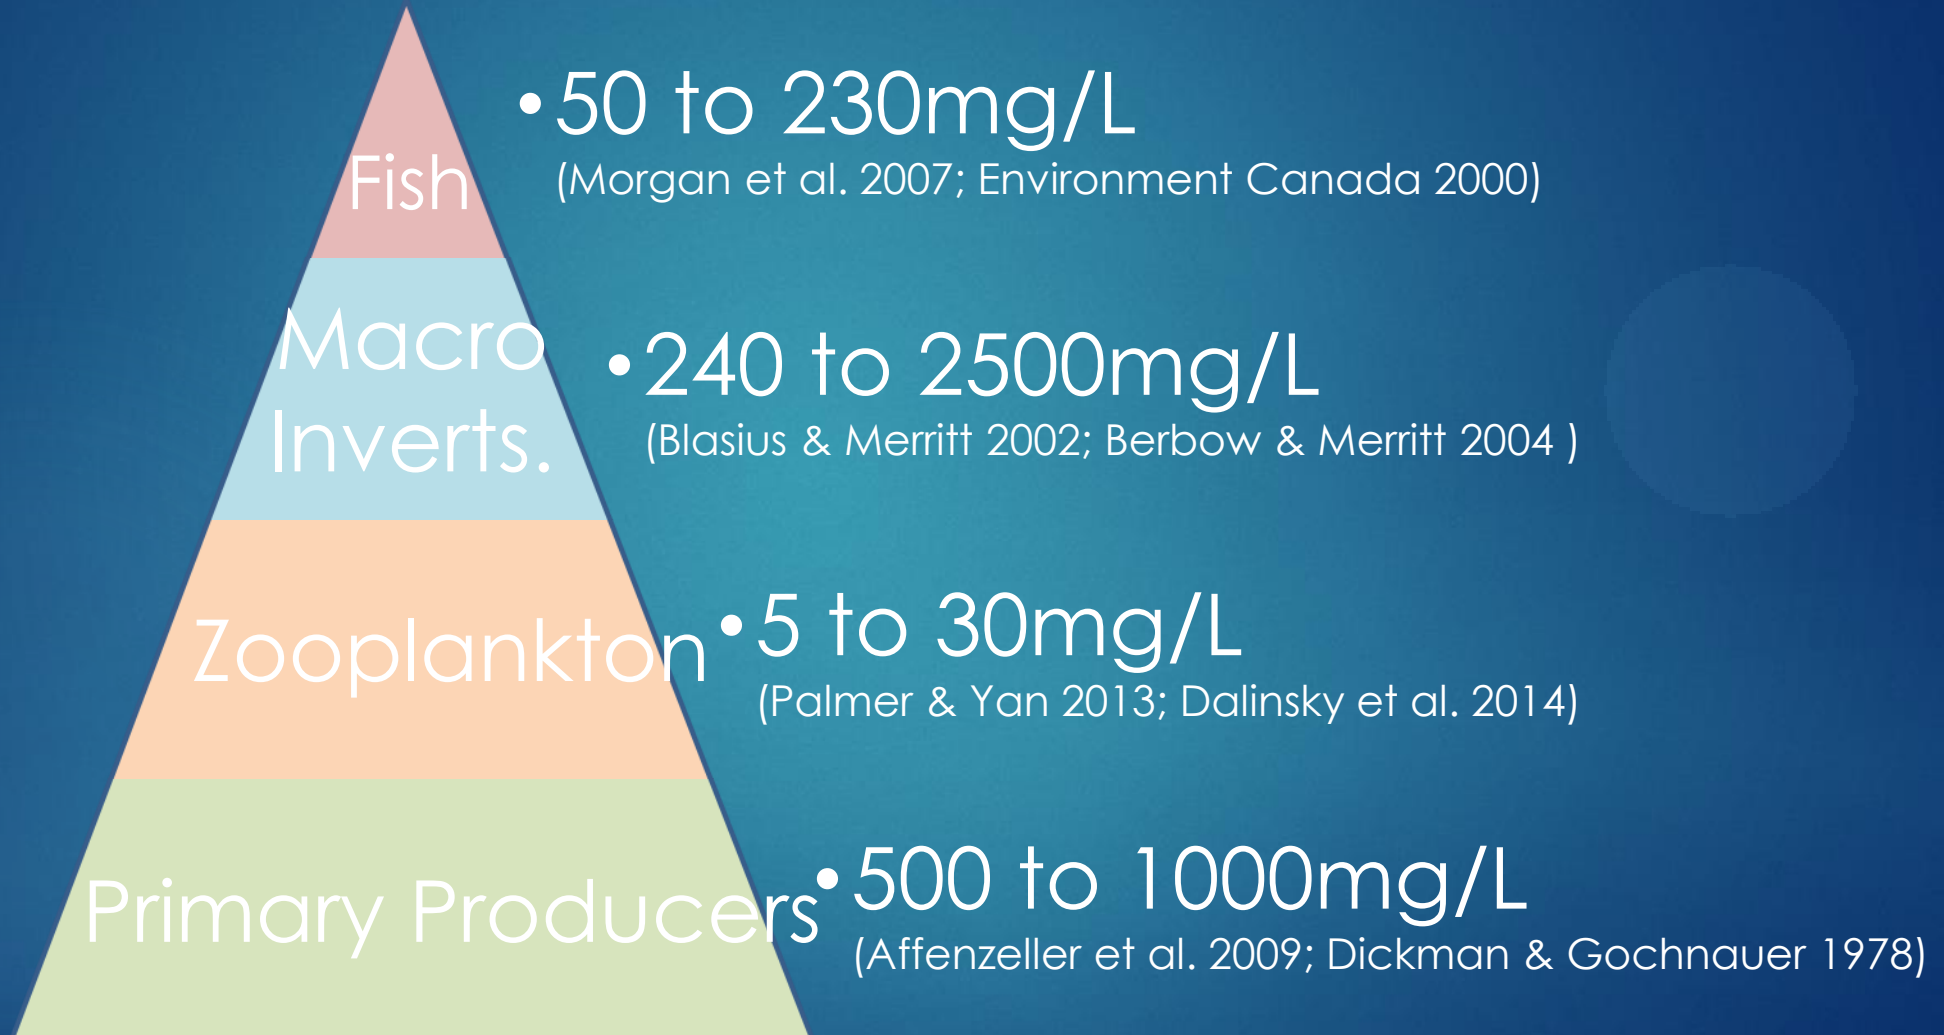 Fish
• 50 to 230mg/L
(Morgan et al. 2007; Environment Canada 2000)
Macro
Inverts.
• 240 to 2500mg/L
(Blasius & Merritt 2002; Berbow & Merritt 2004 )
Zooplankton
• 5 to 30mg/L
(Palmer & Yan 2013; Dalinsky et al. 2014)
Primary Producers
• 500 to 1000mg/L
(Affenzeller et al. 2009; Dickman & Gochnauer 1978)